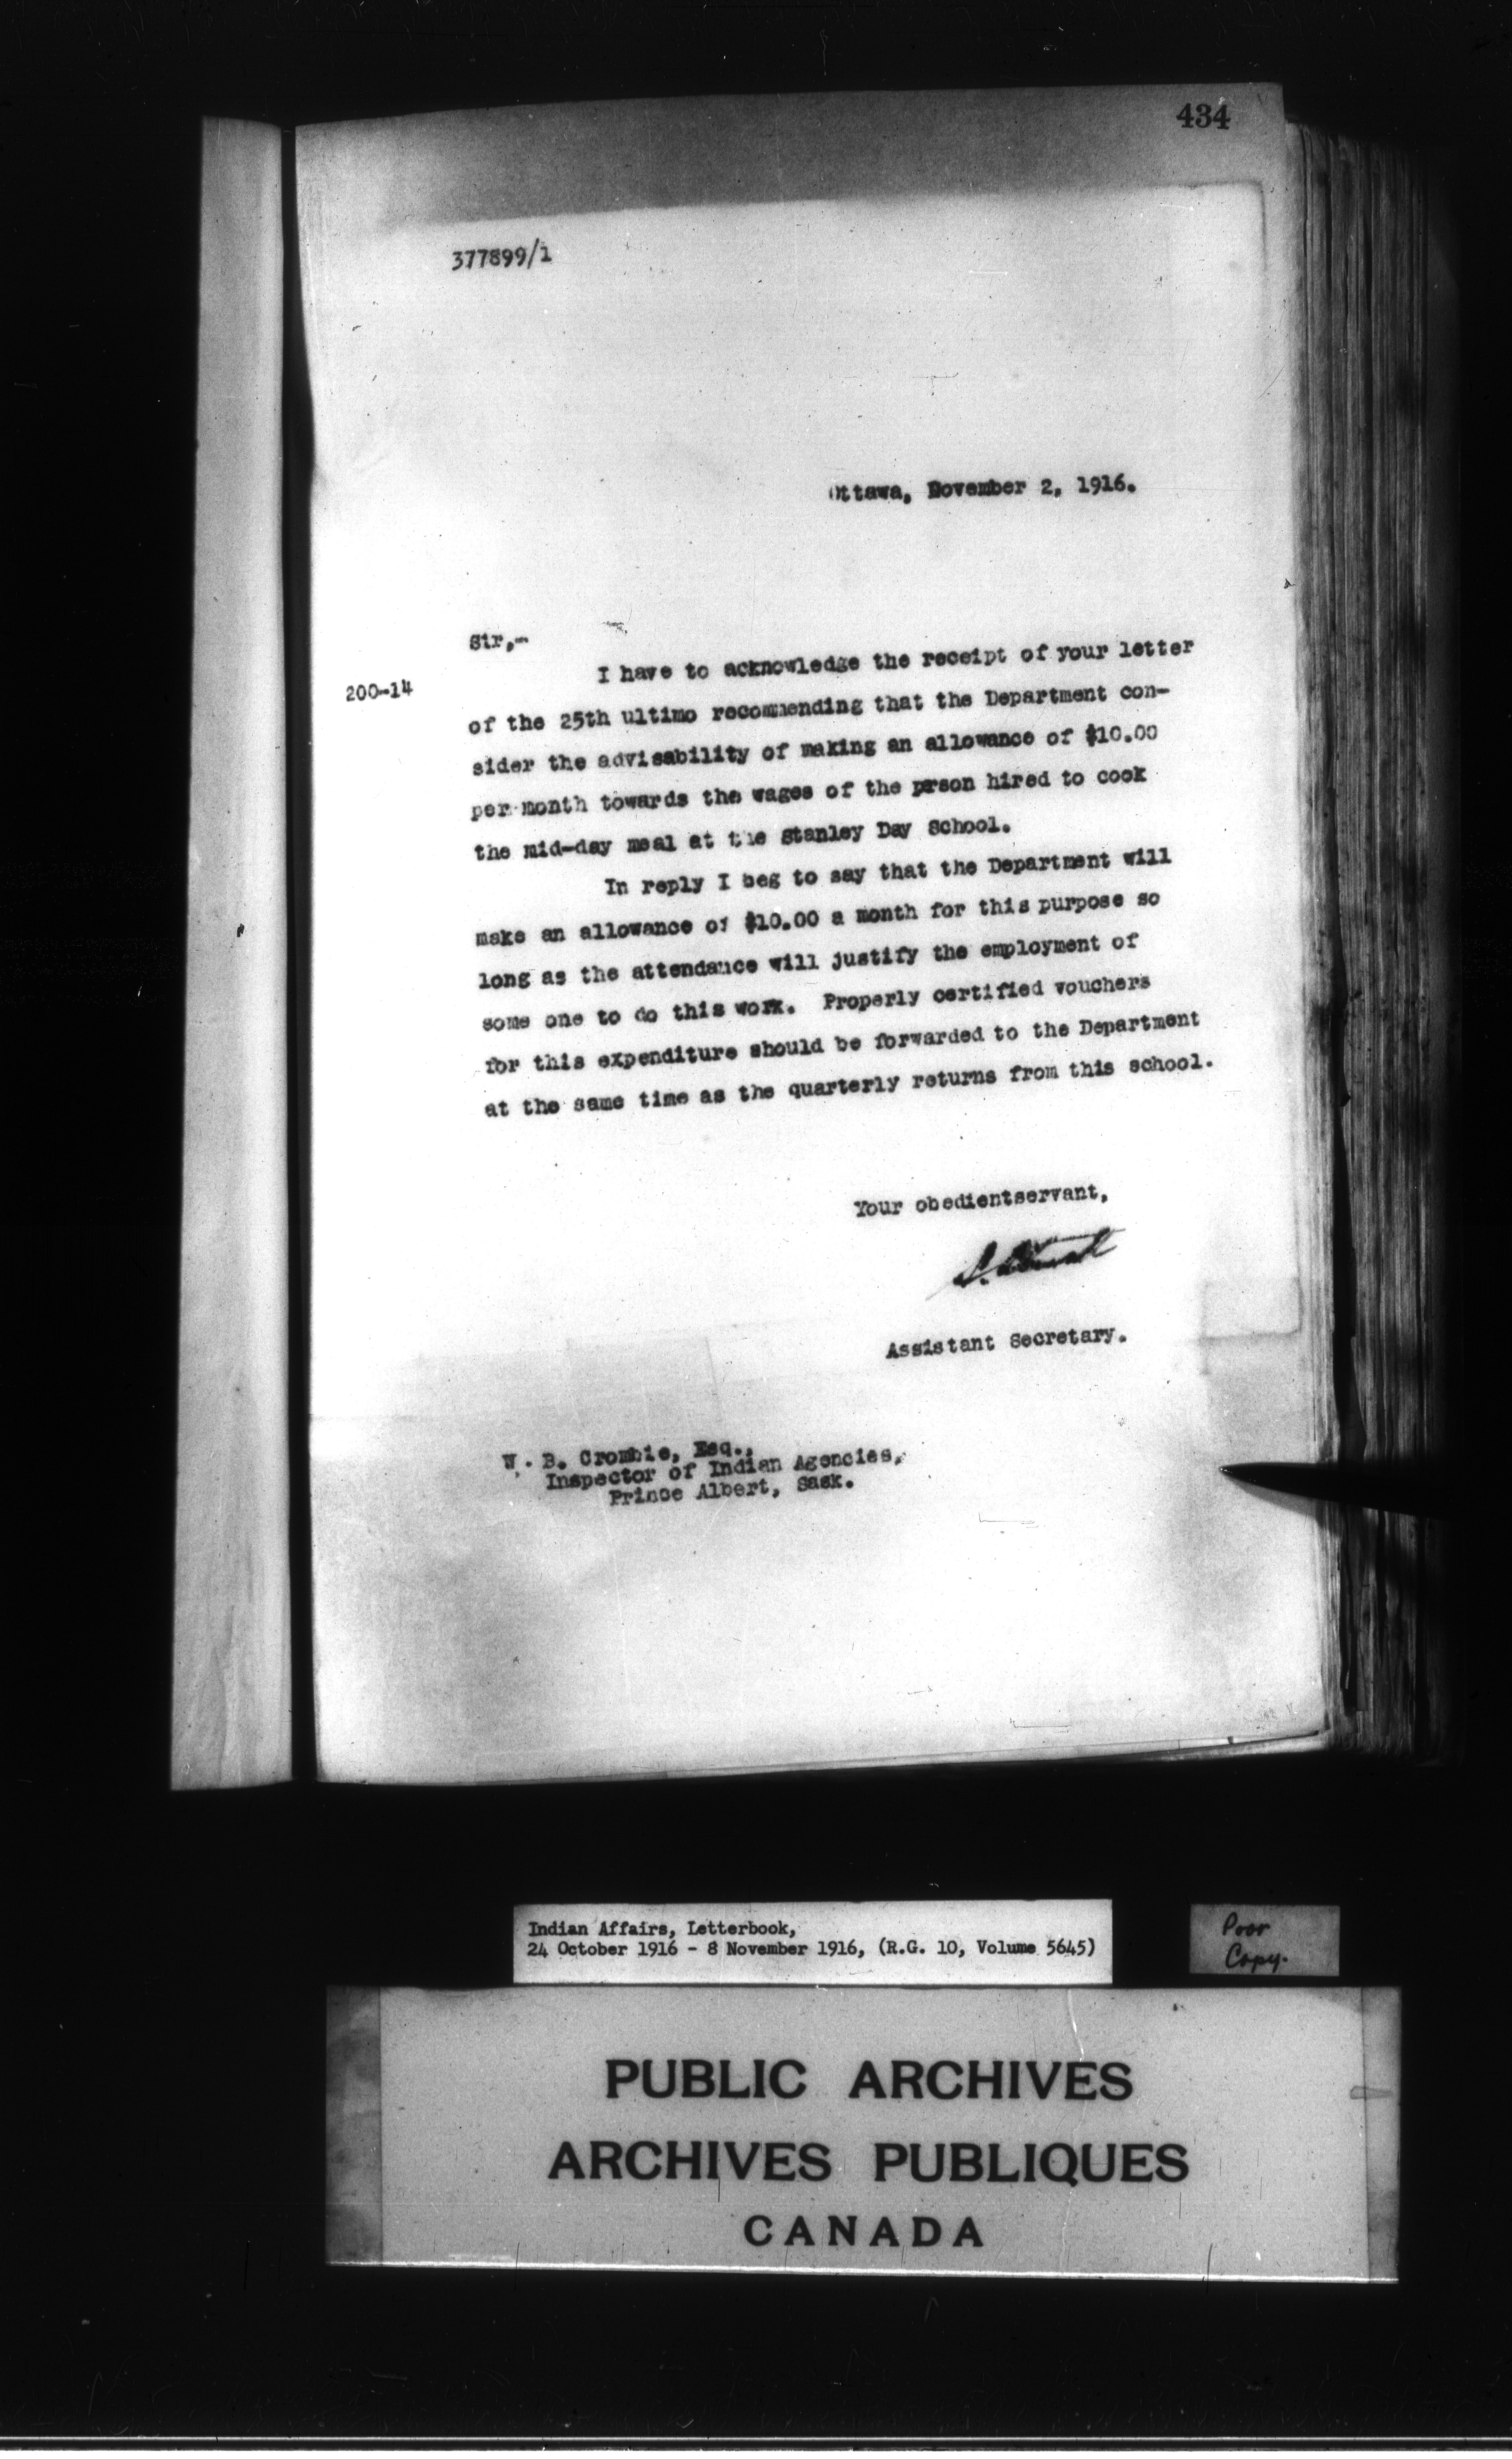 434
377899/1
Ottawa, November 2, 1916.
Sir,-
I have to acknowledge the receipt of your letter
200-14
of the 25th ultimo recommending that the Department con-
sider the advisability of making an allowance of $10.00
per month towards the wages of the prson hired to cook
the mid-day meal at the Stanley Day School.
In reply I beg to say that the Department will
make an allowance of $10.00 a month for this purpose so
long as the attendance will justify the employment of
some one to do this work. Properly certified vouchers
for this expenditure should be forwarded to the Department
at the same time as the quarterly returns from this school.
Your obedientservant,
Assistant Secretary.
W. B. Crombie, Esq.,
Inspector of Indian Agencies,
Prince Albert, Sask.
Indian Affairs, Letterbook,
24 October 1916 - 8 November 1916, (R.G. 10, Volume 5645)
Poor
Copy.
PUBLIC ARCHIVES
ARCHIVES PUBLIQUES
CANADA